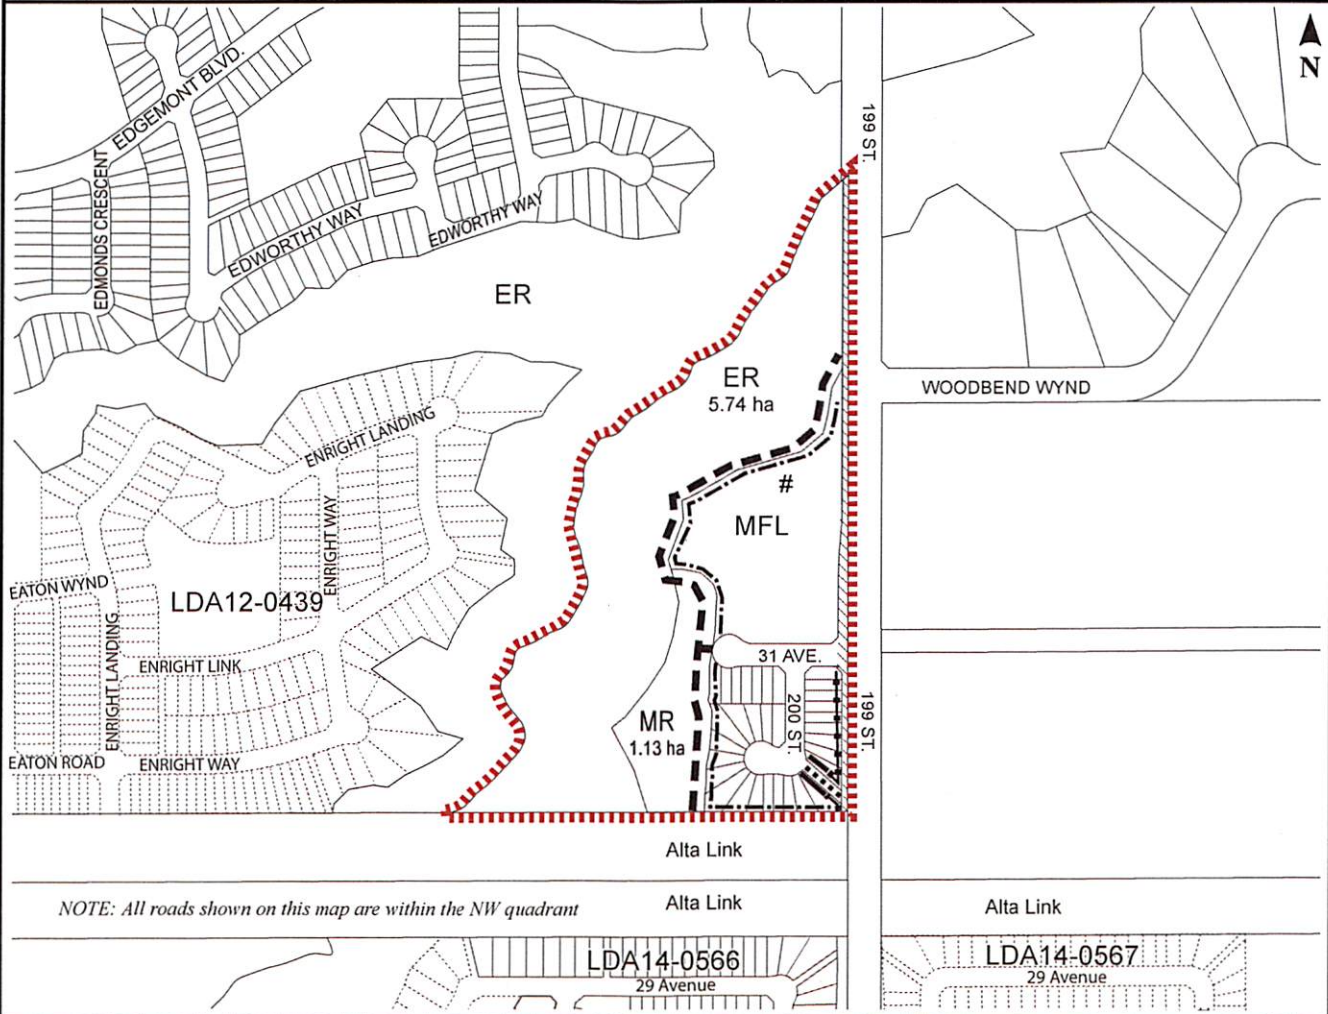 N
EDGEMONT BLVD.
199 ST.
EDMONDS CRESCENT
EDWORTHY WAY
EDWORTHY WAY
ER
ER
5.74 ha
WOODBEND WYND
ENRIGHT LANDING
#
MFL
ENRIGHT WAY
EATON WYND
LDA12-0439
ENRIGHT LANDING
ENRIGHT LINK
31 AVE.
200 ST.
199 ST.
MR
1.13 ha
EATON ROAD
ENRIGHT WAY
Alta Link
NOTE: All roads shown on this map are within the NW quadrant
Alta Link
Alta Link
LDA14-0566
29 Avenue
LDA14-0567
29 Avenue